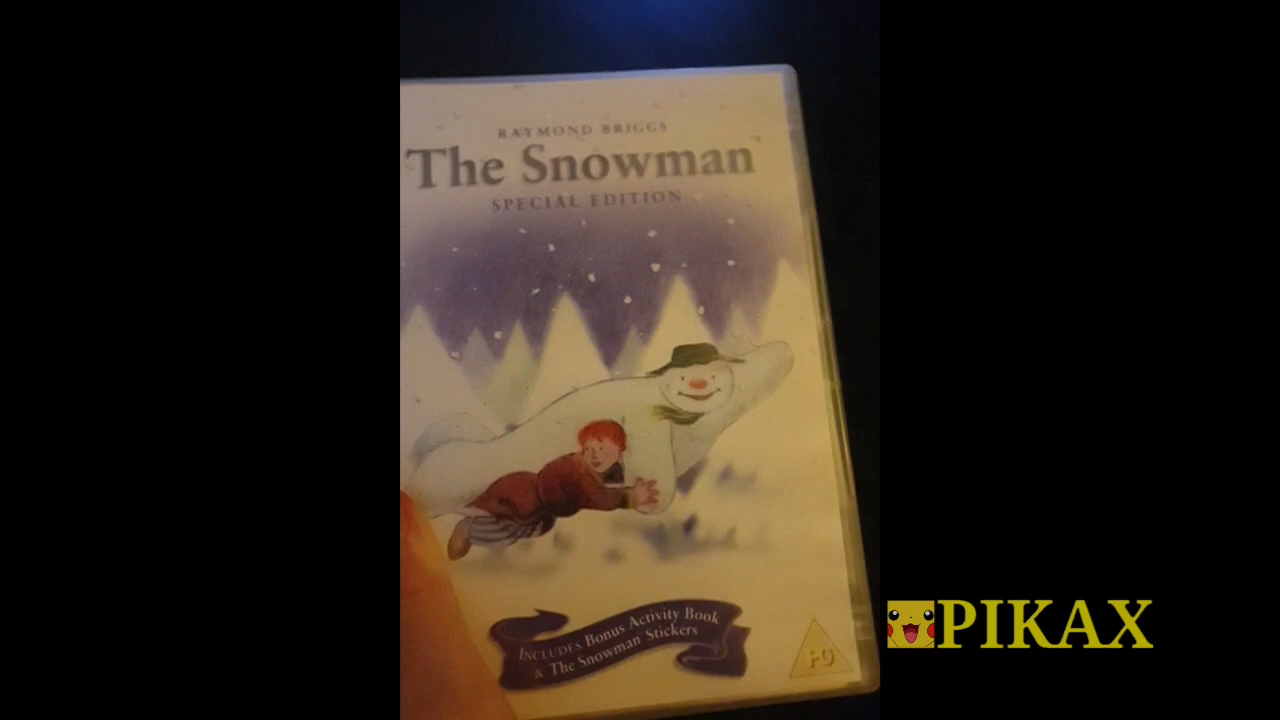 RAYMOND BRIGGS
The Snowman
SPECIAL EDITION
INCLUDES BONUS Activity Book
& The Snowman Stickers
PG
PIKAX